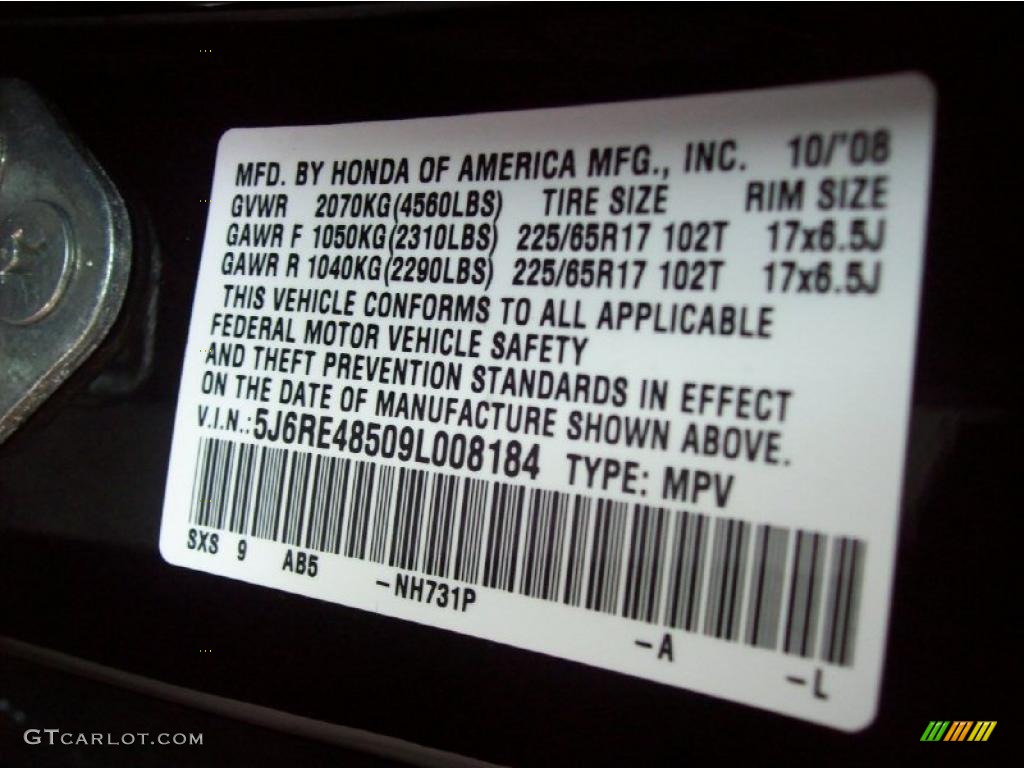 MFD. BY HONDA OF AMERICA MFG., INC. 10/'08
GVWR 2070KG(4560LBS) TIRE SIZE RIM SIZE
GAWR F 1050KG(2310LBS) 225/65R17 102T 17x6.5J
GAWR R 1040KG(2290LBS) 225/65R17 102T 17x6.5J
THIS VEHICLE CONFORMS TO ALL APPLICABLE
FEDERAL MOTOR VEHICLE SAFETY
AND THEFT PREVENTION STANDARDS IN EFFECT
ON THE DATE OF MANUFACTURE SHOWN ABOVE.
V.I.N.:5J6RE48509L008184 TYPE: MPV
SXS 9 AB5 -NH731P -A -L
GTCARLOT.COM